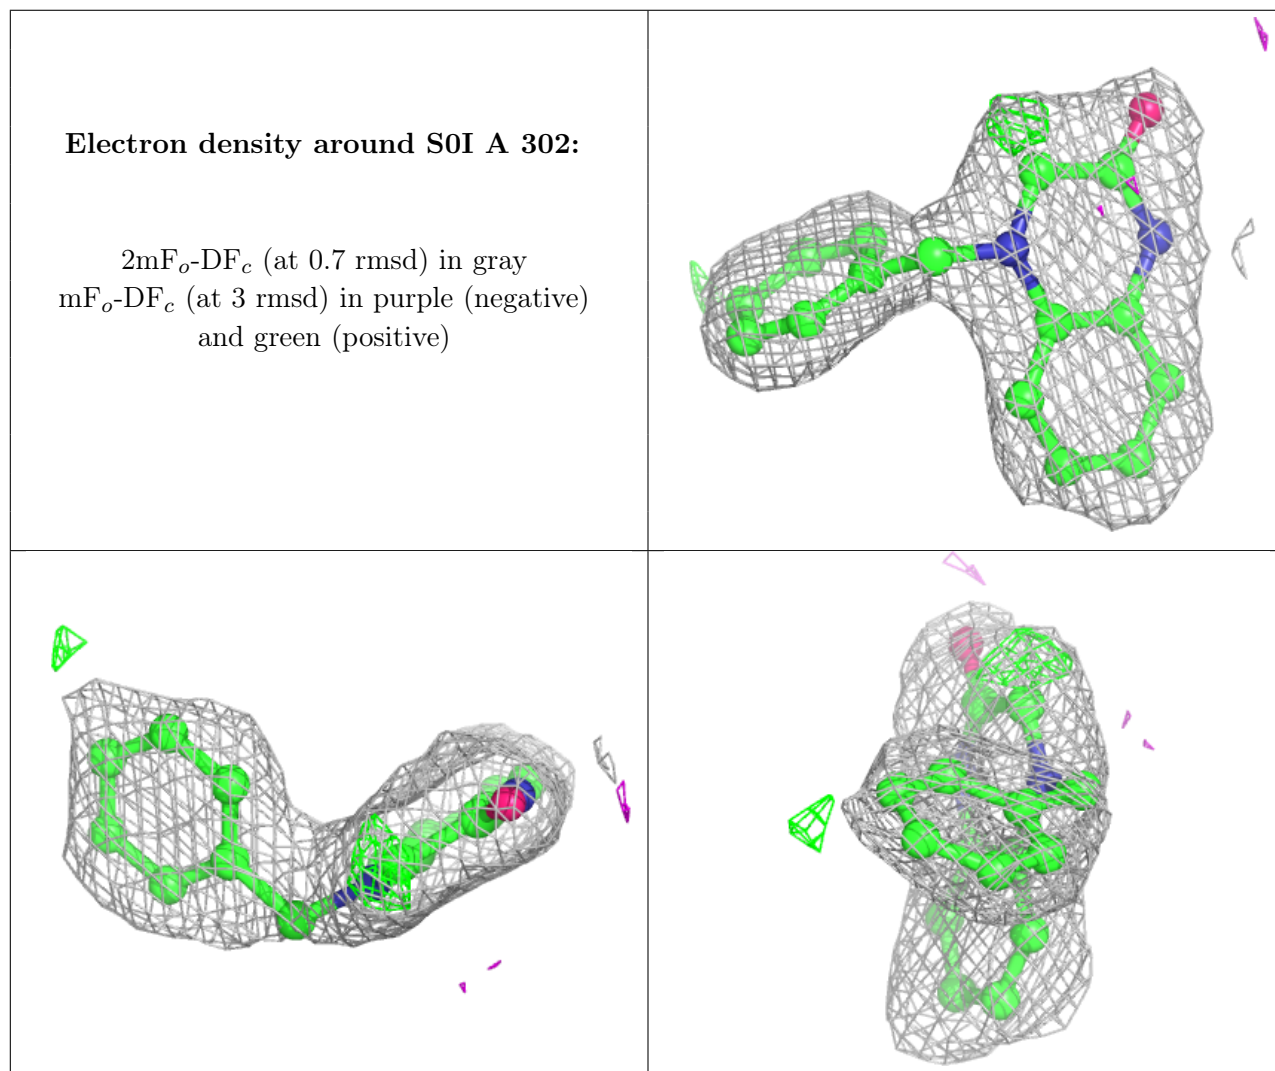 Electron density around S0I A 302:
2mFₒ-DF𝒸 (at 0.7 rmsd) in gray
mFₒ-DF𝒸 (at 3 rmsd) in purple (negative)
and green (positive)